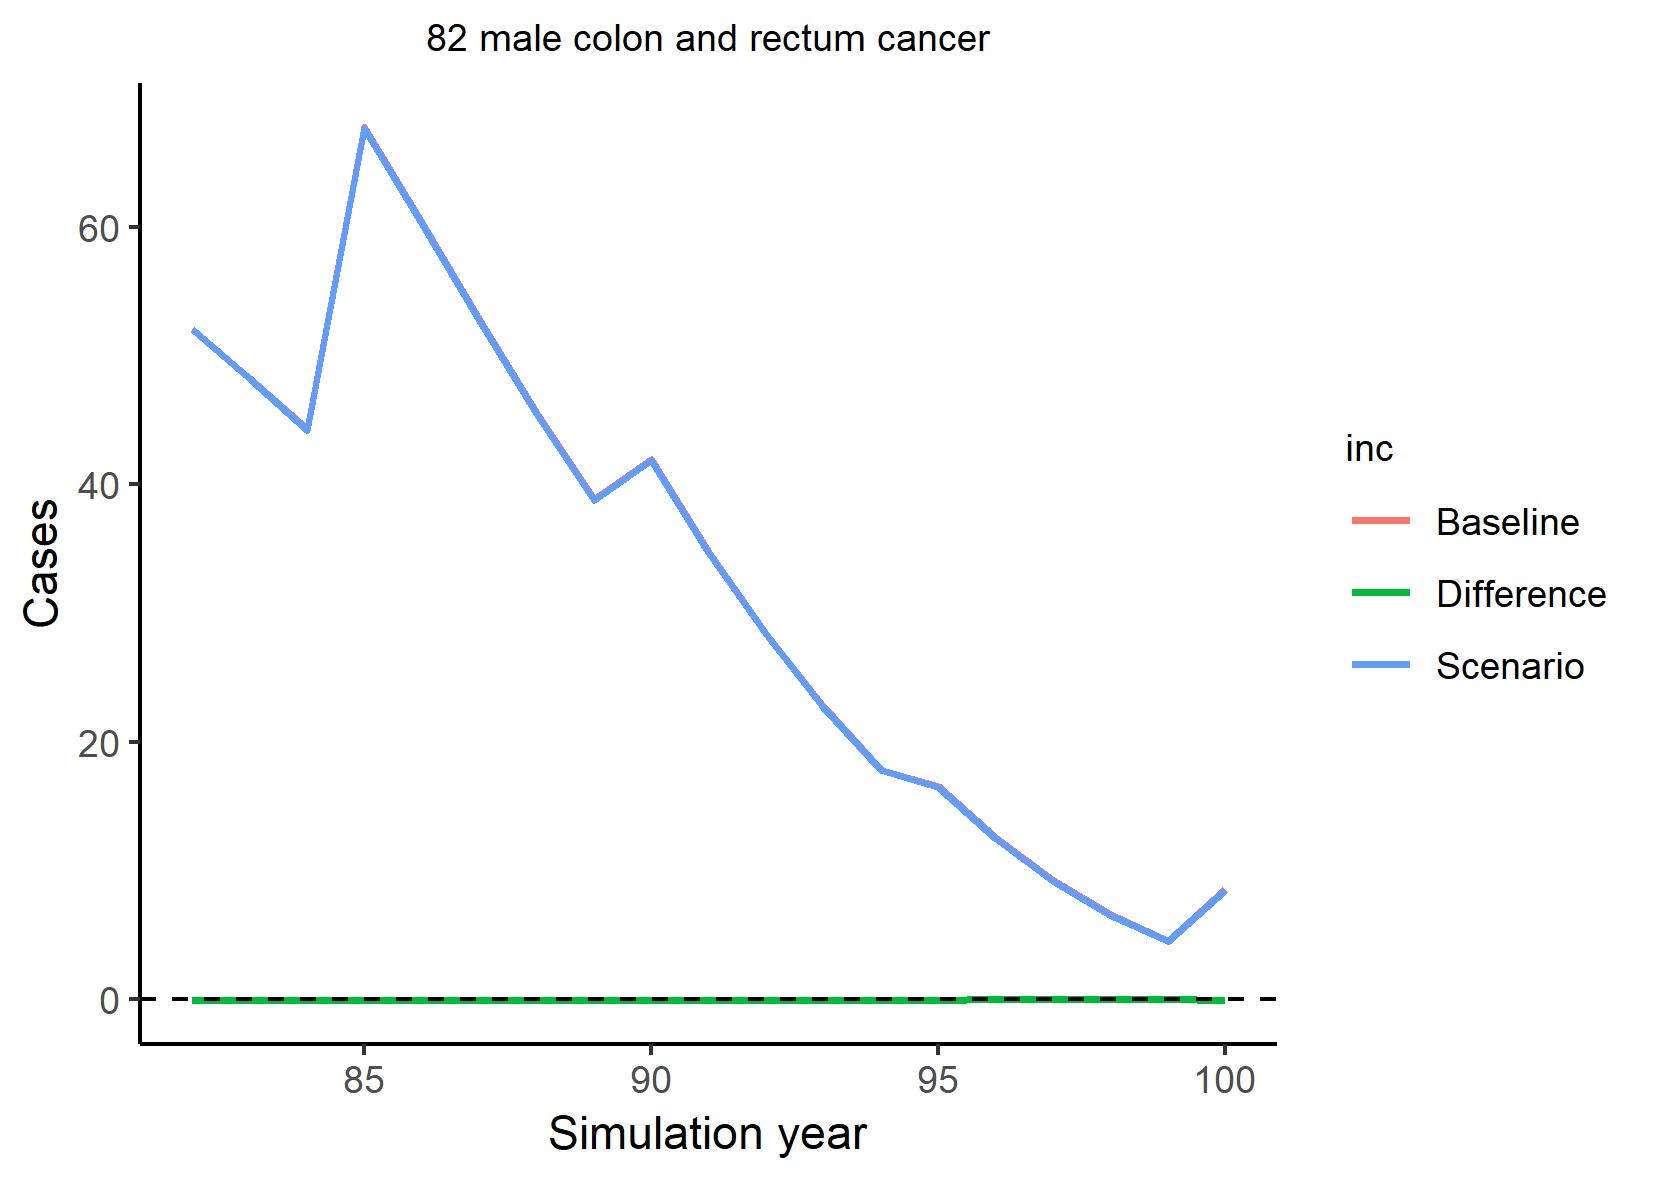 82 male colon and rectum cancer
Cases
60
40
20
0
85 90 95 100
Simulation year
inc
Baseline
Difference
Scenario